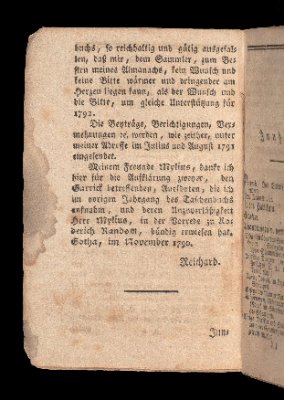 buchs, so reichhaltig und gütig ausgefal-
len, daß mir, dem Sammler, zum Be-
sten meines Almanachs, kein Wunsch und
keine Bitte wärmer und dringender am
Herzen liegen kann, als der Wunsch und
die Bitte, um gleiche Unterstützung für
1792.
Die Beyträge, Berichtigungen, Ver-
mehrungen ꝛc. werden, wie zeither, unter
meiner Adresse im Julius und August 1791
eingesendet.
Meinem Freunde Mylius, danke ich
hier für die Aufklärung zweyer, den
Garrick betreffenden, Anekdoten, die ich
im vorigen Jahrgang des Taschenbuchs
aufnahm, und deren Unzuverläßigkeit
Herr Mylius, in der Vorrede zu Ro-
derich Random, bündig erwiesen hat.
Gotha, im November 1790.
Reichard.